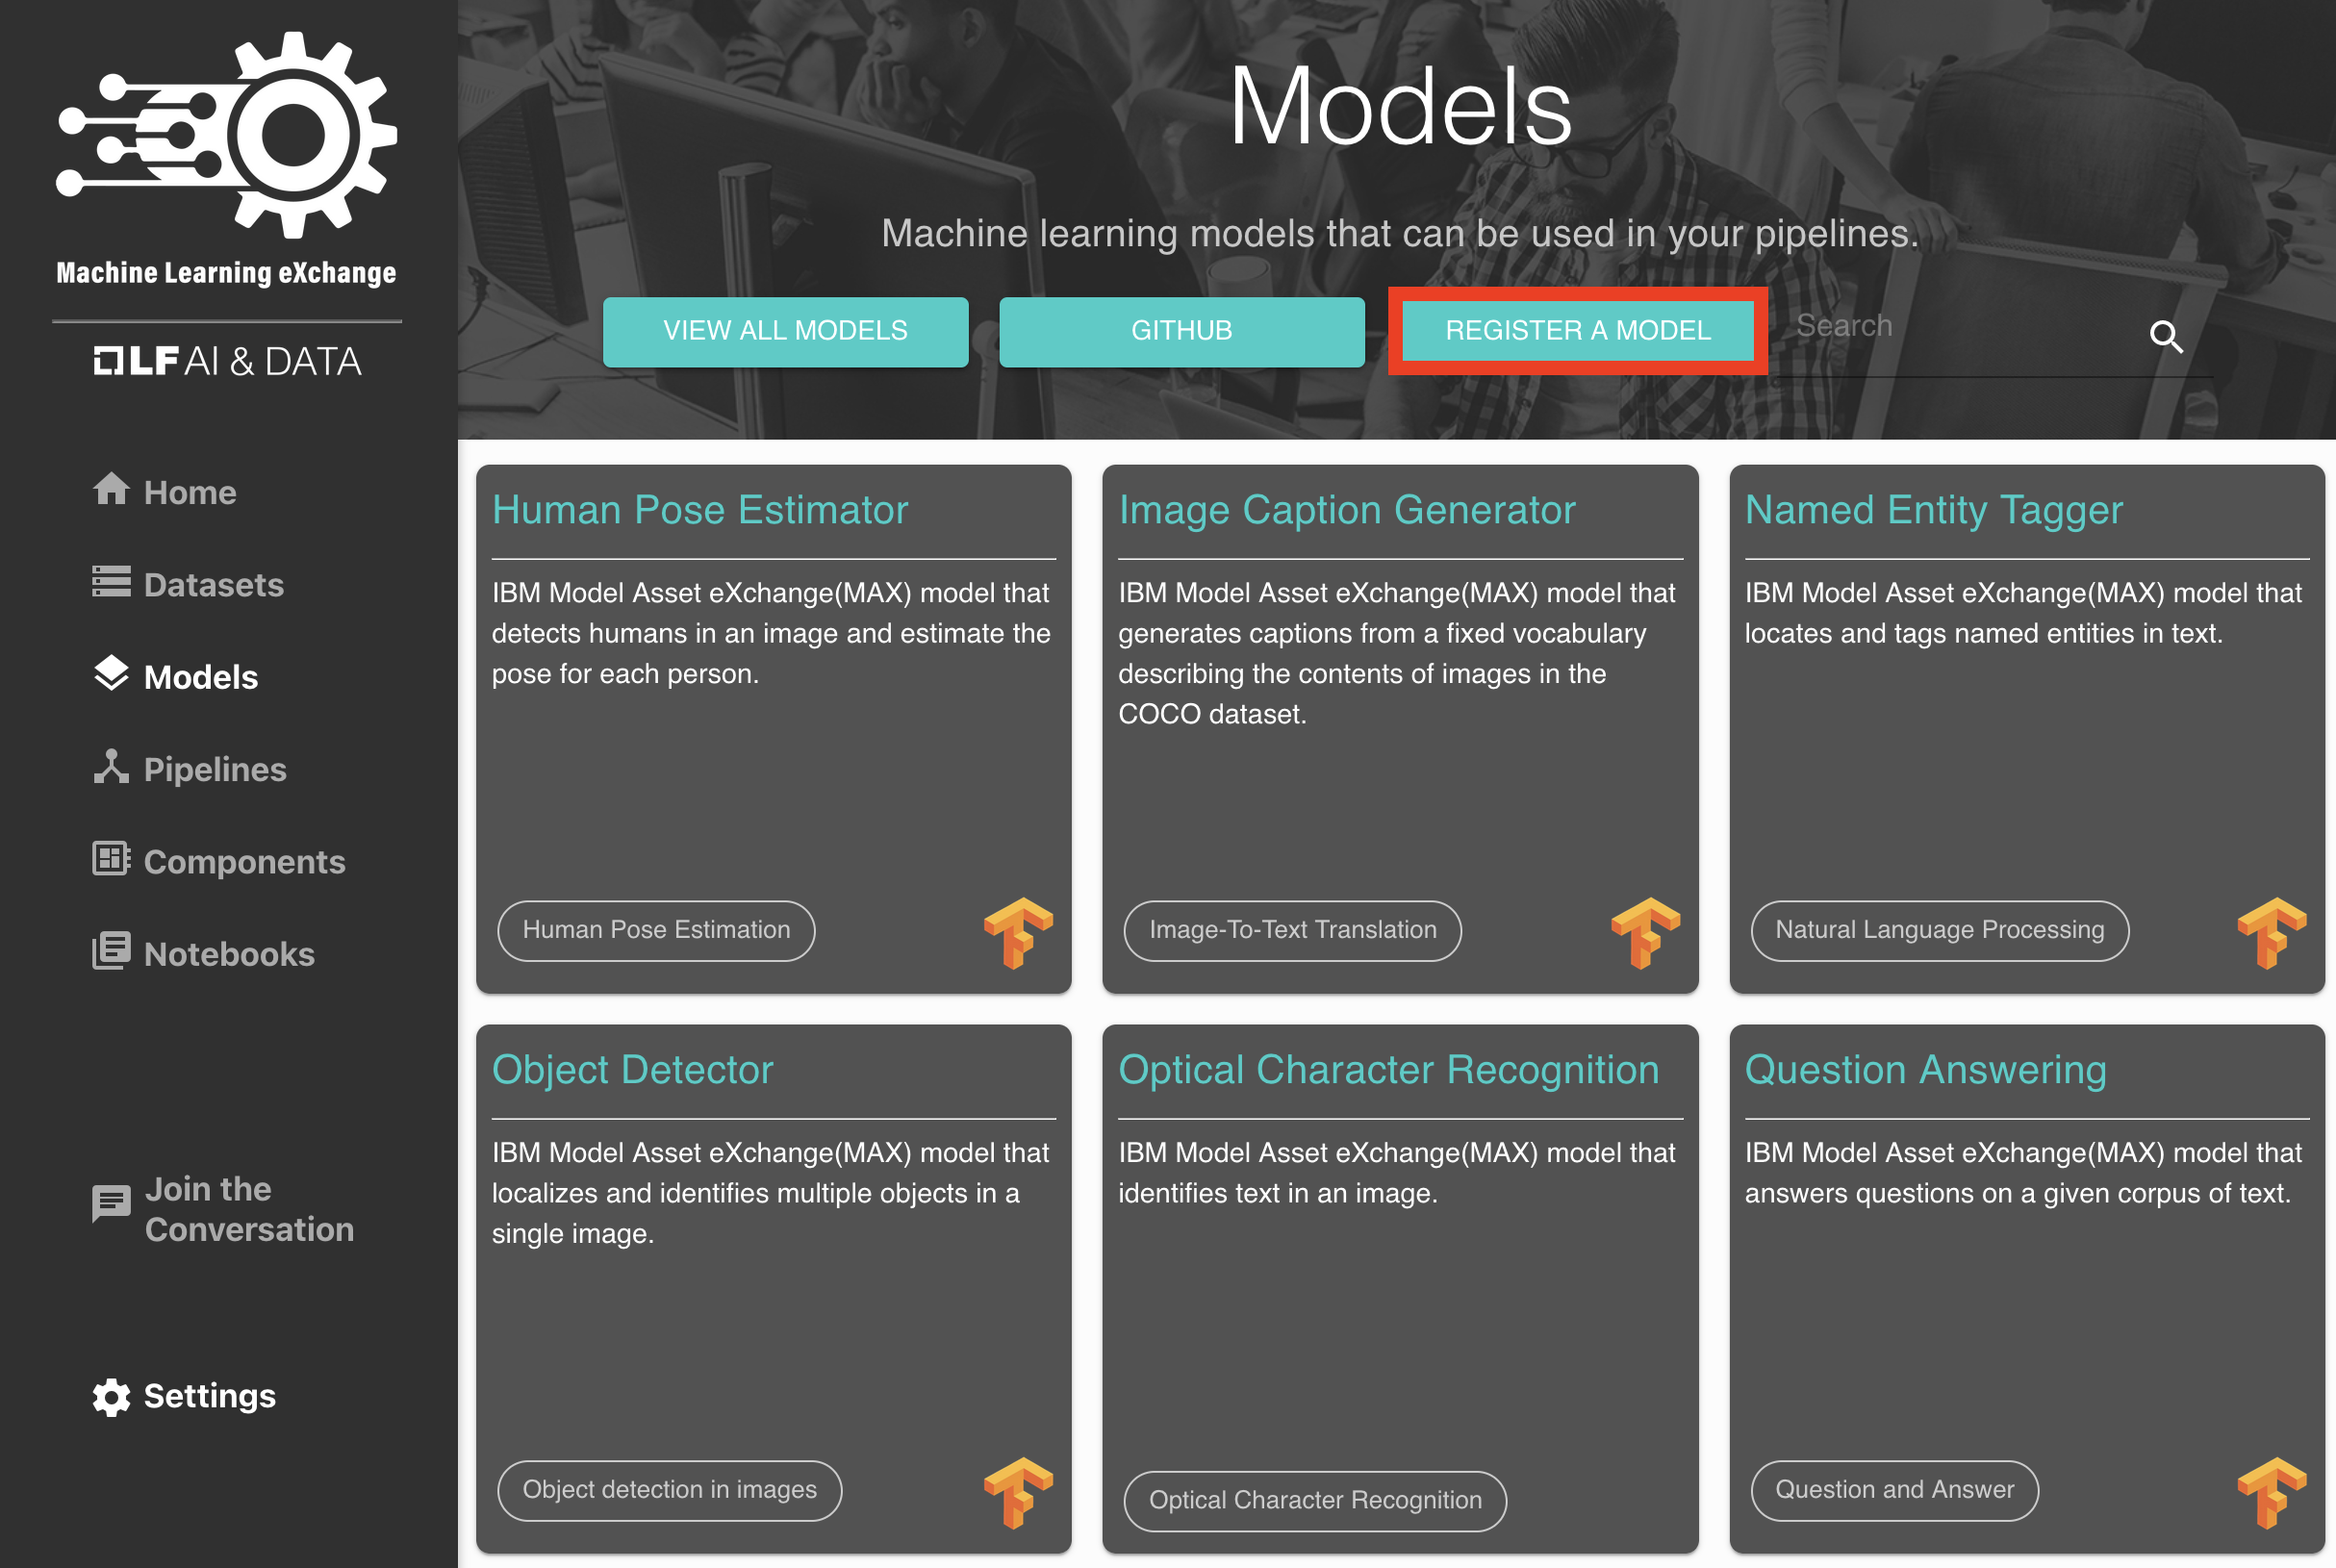 Machine Learning eXchange
LF AI & DATA
Home
Datasets
Models
Pipelines
Components
Notebooks
Join the
Conversation
Settings
Models
Machine learning models that can be used in your pipelines.
VIEW ALL MODELS
GITHUB
REGISTER A MODEL
Search
Human Pose Estimator
IBM Model Asset eXchange(MAX) model that
detects humans in an image and estimate the
pose for each person.
Human Pose Estimation
Image Caption Generator
IBM Model Asset eXchange(MAX) model that
generates captions from a fixed vocabulary
describing the contents of images in the
COCO dataset.
Image-To-Text Translation
Named Entity Tagger
IBM Model Asset eXchange(MAX) model that
locates and tags named entities in text.
Natural Language Processing
Object Detector
IBM Model Asset eXchange(MAX) model that
localizes and identifies multiple objects in a
single image.
Object detection in images
Optical Character Recognition
IBM Model Asset eXchange(MAX) model that
identifies text in an image.
Optical Character Recognition
Question Answering
IBM Model Asset eXchange(MAX) model that
answers questions on a given corpus of text.
Question and Answer